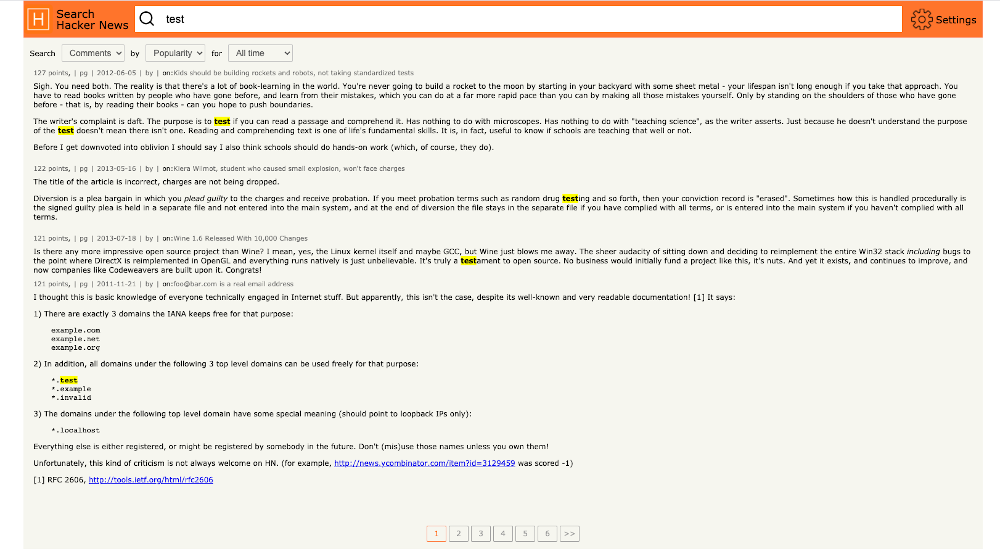 H
Search
Hacker News
test
Settings
Search Comments by Popularity for All time
127 points, | pg | 2012-06-05 | by | on:Kids should be building rockets and robots, not taking standardized tests
Sigh. You need both. The reality is that there's a lot of book-learning in the world. You're never going to build a rocket to the moon by starting in your backyard with some sheet metal - your lifespan isn't long enough if you take that approach. You
have to read books written by people who have gone before, and learn from their mistakes, which you can do at a far more rapid pace than you can by making all those mistakes yourself. Only by standing on the shoulders of those who have gone
before - that is, by reading their books - can you hope to push boundaries.
The writer's complaint is daft. The purpose is to test if you can read a passage and comprehend it. Has nothing to do with microscopes. Has nothing to do with "teaching science", as the writer asserts. Just because he doesn't understand the purpose
of the test doesn't mean there isn't one. Reading and comprehending text is one of life's fundamental skills. It is, in fact, useful to know if schools are teaching that well or not.
Before I get downvoted into oblivion I should say I also think schools should do hands-on work (which, of course, they do).
122 points, | pg | 2013-05-16 | by | on:Kiera Wilmot, student who caused small explosion, won't face charges
The title of the article is incorrect, charges are not being dropped.
Diversion is a plea bargain in which you plead guilty to the charges and receive probation. If you meet probation terms such as random drug testing and so forth, then your conviction record is "erased". Sometimes how this is handled procedurally is
the signed guilty plea is held in a separate file and not entered into the main system, and at the end of diversion the file stays in the separate file if you have complied with all terms, or is entered into the main system if you haven't complied with all
terms.
121 points, | pg | 2013-07-18 | by | on:Wine 1.6 Released With 10,000 Changes
Is there any more impressive open source project than Wine? I mean, yes, the Linux kernel itself and maybe GCC, but Wine just blows me away. The sheer audacity of sitting down and deciding to reimplement the entire Win32 stack including bugs to
the point where DirectX is reimplemented in OpenGL and everything runs natively is just unbelievable. It's truly a testament to open source. No business would initially fund a project like this, it's nuts. And yet it exists, and continues to improve, and
now companies like Codeweavers are built upon it. Congrats!
121 points, | pg | 2011-11-21 | by | on:foo@bar.com is a real email address
I thought this is basic knowledge of everyone technically engaged in Internet stuff. But apparently, this isn't the case, despite its well-known and very readable documentation! [1] It says:
1) There are exactly 3 domains the IANA keeps free for that purpose:
example.com
example.net
example.org
2) In addition, all domains under the following 3 top level domains can be used freely for that purpose:
*.test
*.example
*.invalid
3) The domains under the following top level domain have some special meaning (should point to loopback IPs only):
*.localhost
Everything else is either registered, or might be registered by somebody in the future. Don't (mis)use those names unless you own them!
Unfortunately, this kind of criticism is not always welcome on HN. (for example, http://news.ycombinator.com/item?id=3129459 was scored -1)
[1] RFC 2606, http://tools.ietf.org/html/rfc2606
1 2 3 4 5 6 >>